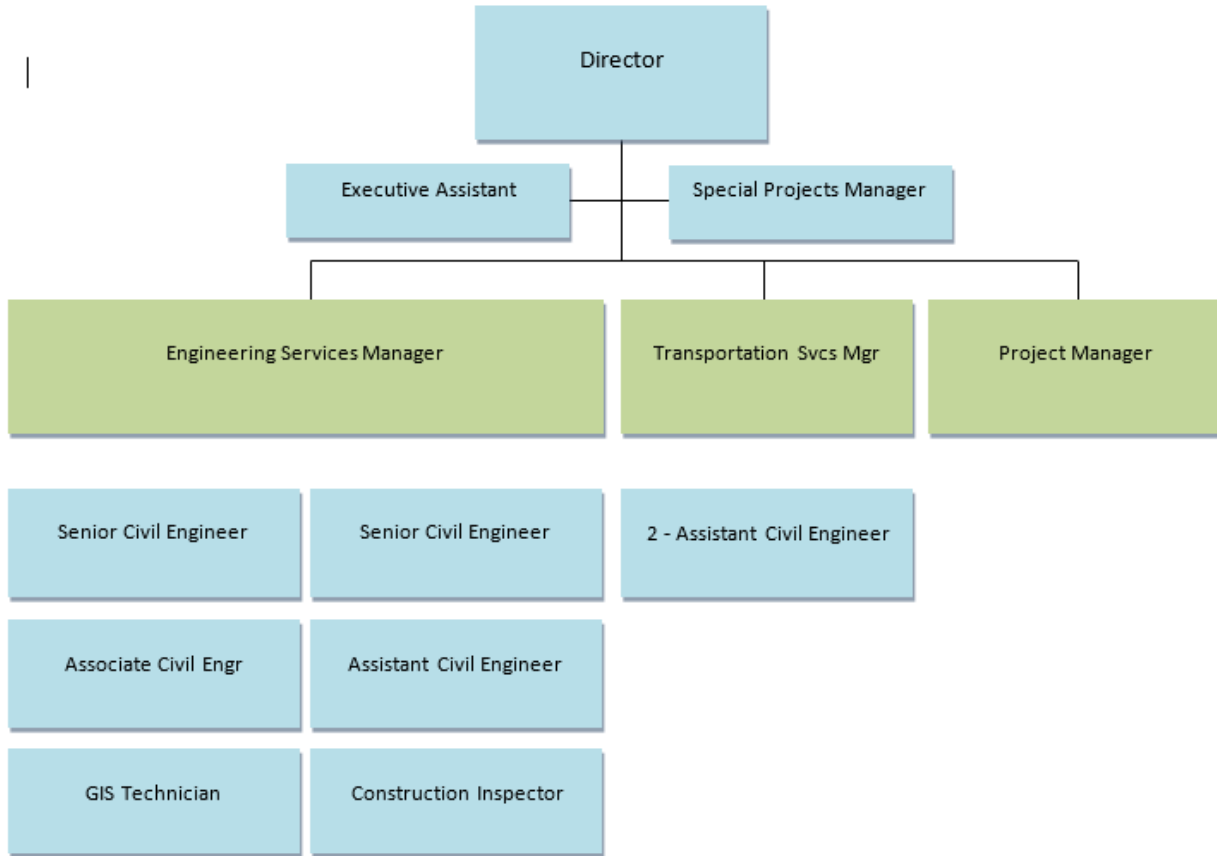 Director
Executive Assistant
Special Projects Manager
Engineering Services Manager
Transportation Svcs Mgr
Project Manager
Senior Civil Engineer
Senior Civil Engineer
2 - Assistant Civil Engineer
Associate Civil Engr
Assistant Civil Engineer
GIS Technician
Construction Inspector